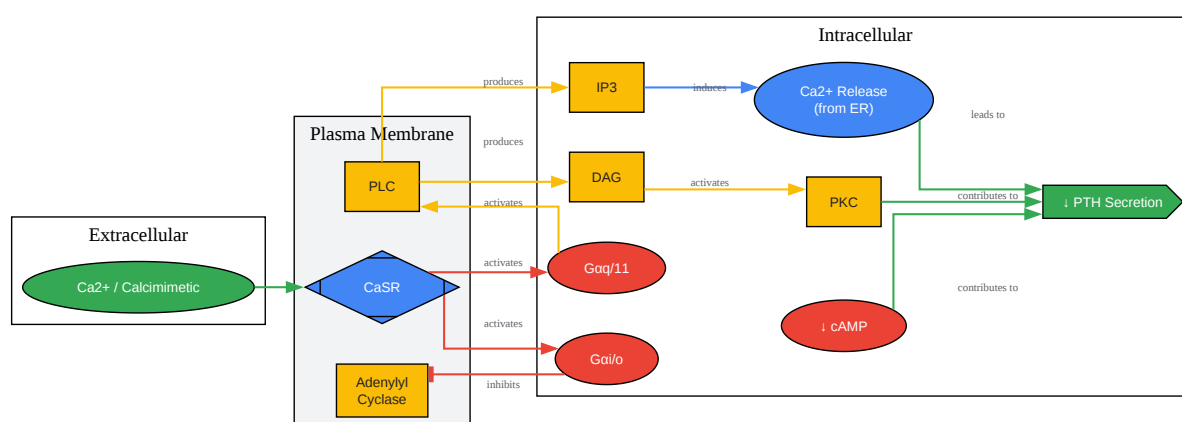 Intracellular
produces
IP3
induces
Ca2+ Release
(from ER)
leads to
Plasma Membrane
produces
PLC
DAG
activates
PKC
contributes to
↓ PTH Secretion
activates
Extracellular
Ca2+ / Calcimimetic
CaSR
activates
Gαq/11
contributes to
activates
↓ cAMP
Gαi/o
inhibits
Adenylyl
Cyclase